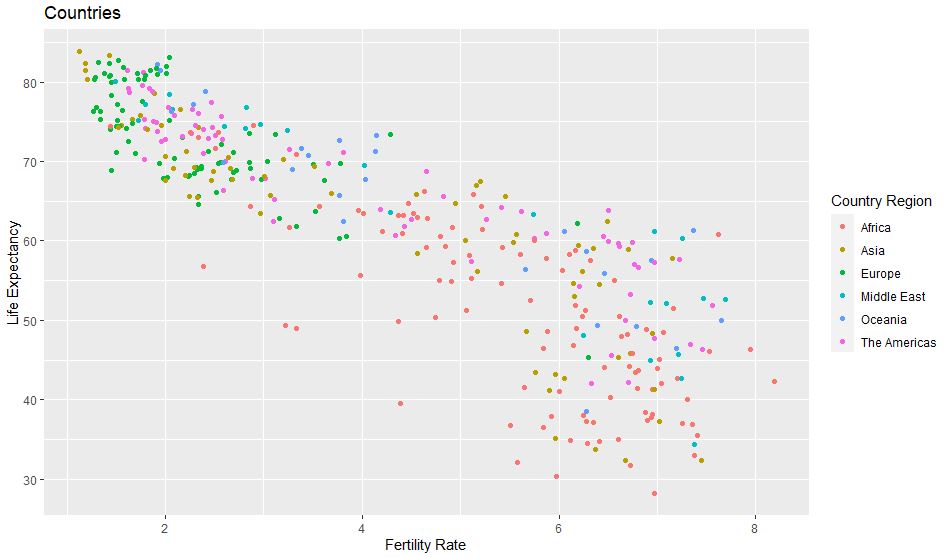 Countries
Life Expectancy
80
70
60
50
40
30
2
4
6
8
Fertility Rate
Country Region
Africa
Asia
Europe
Middle East
Oceania
The Americas